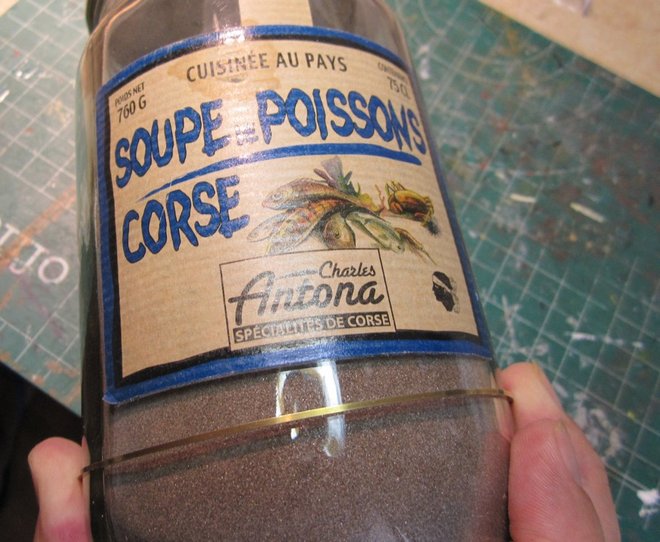 CUISINÉE AU PAYS
POIDS NET
760 G
75 CL
SOUPE DE POISSONS
CORSE
Charles
Antona
SPÉCIALITÉS DE CORSE